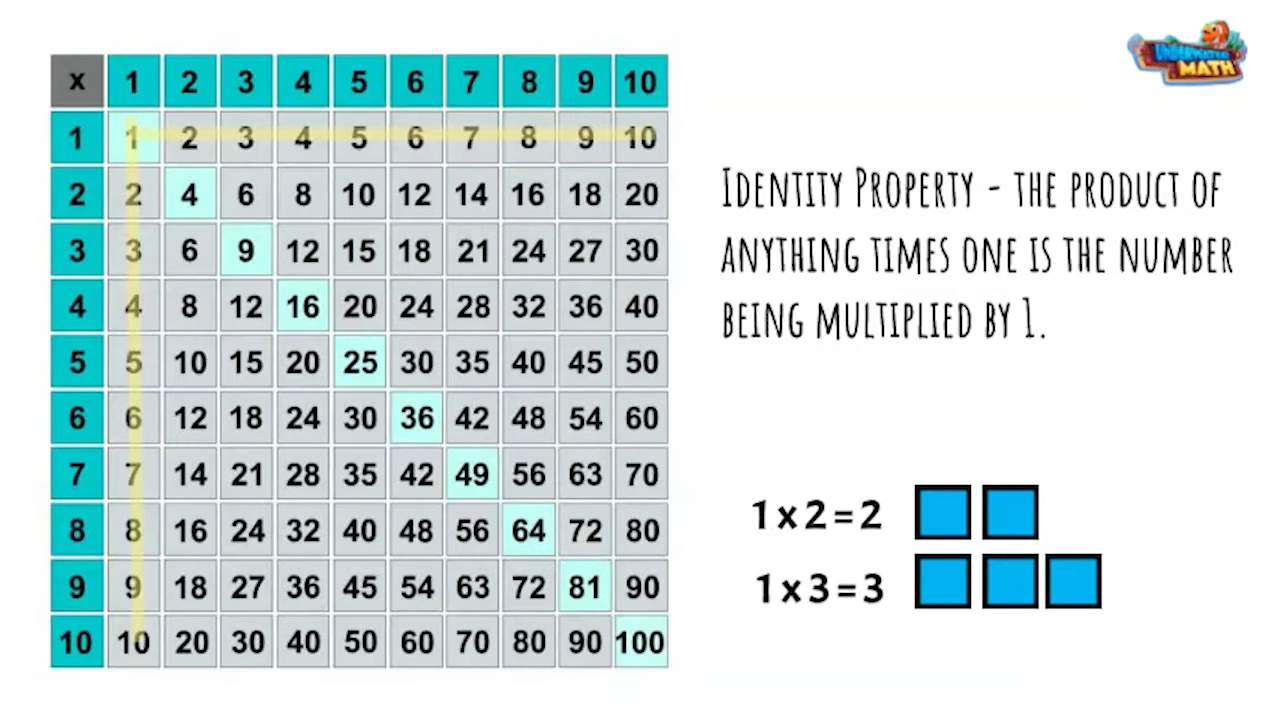 UNDERWATER
MATH
x 1 2 3 4 5 6 7 8 9 10
1 1 2 3 4 5 6 7 8 9 10
2 2 4 6 8 10 12 14 16 18 20
3 3 6 9 12 15 18 21 24 27 30
4 4 8 12 16 20 24 28 32 36 40
5 5 10 15 20 25 30 35 40 45 50
6 6 12 18 24 30 36 42 48 54 60
7 7 14 21 28 35 42 49 56 63 70
8 8 16 24 32 40 48 56 64 72 80
9 9 18 27 36 45 54 63 72 81 90
10 10 20 30 40 50 60 70 80 90 100
IDENTITY PROPERTY - THE PRODUCT OF
ANYTHING TIMES ONE IS THE NUMBER
BEING MULTIPLIED BY 1.
1x2=2
1x3=3